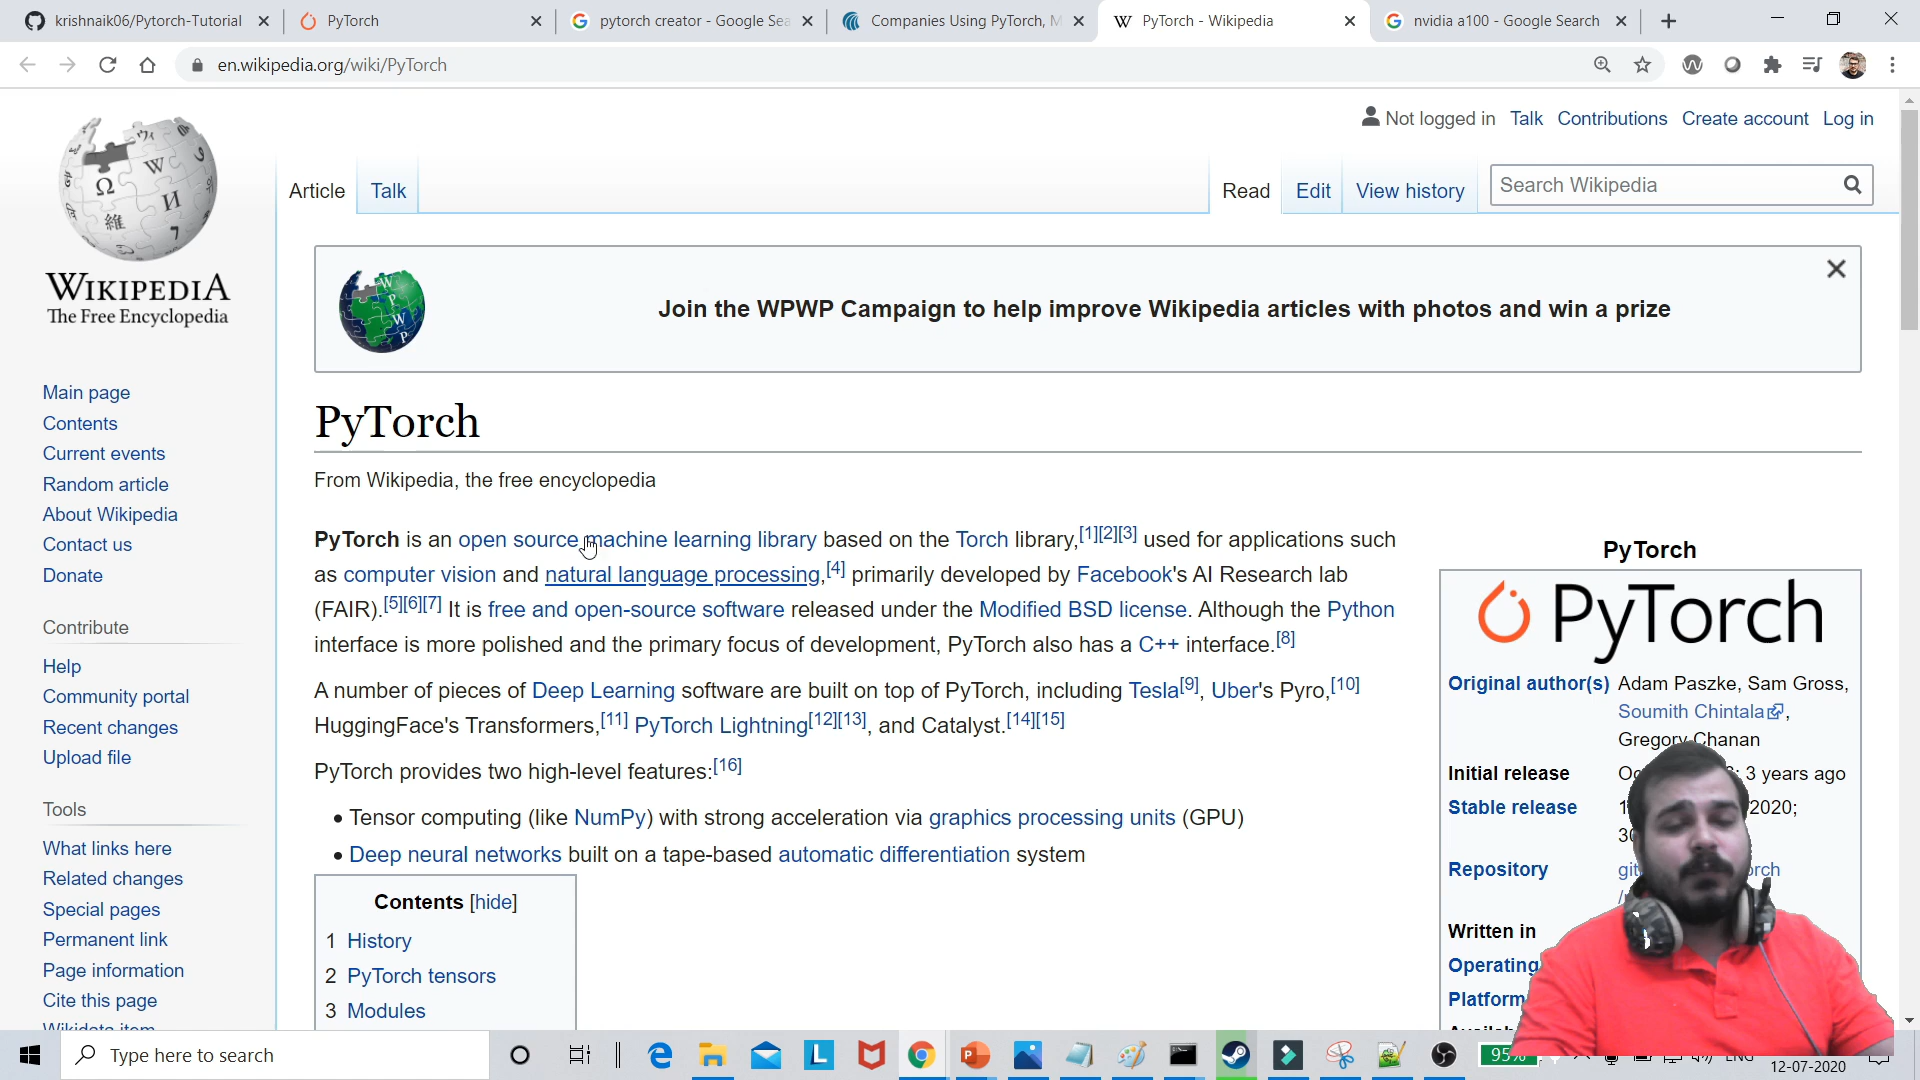 krishnaik06/Pytorch-Tutorial
PyTorch
pytorch creator - Google Sea
Companies Using PyTorch, M
PyTorch - Wikipedia
nvidia a100 - Google Search
en.wikipedia.org/wiki/PyTorch
Not logged in Talk Contributions Create account Log in
Article Talk Read Edit View history Search Wikipedia
WIKIPEDIA
The Free Encyclopedia
Join the WPWP Campaign to help improve Wikipedia articles with photos and win a prize
Main page
Contents
Current events
Random article
About Wikipedia
Contact us
Donate
Contribute
Help
Community portal
Recent changes
Upload file
Tools
What links here
Related changes
Special pages
Permanent link
Page information
Cite this page
Wikidata item
PyTorch
From Wikipedia, the free encyclopedia
PyTorch is an open source machine learning library based on the Torch library,[1][2][3] used for applications such
as computer vision and natural language processing,[4] primarily developed by Facebook's AI Research lab
(FAIR).[5][6][7] It is free and open-source software released under the Modified BSD license. Although the Python
interface is more polished and the primary focus of development, PyTorch also has a C++ interface.[8]
A number of pieces of Deep Learning software are built on top of PyTorch, including Tesla[9], Uber's Pyro,[10]
HuggingFace's Transformers,[11] PyTorch Lightning[12][13], and Catalyst.[14][15]
PyTorch provides two high-level features:[16]
• Tensor computing (like NumPy) with strong acceleration via graphics processing units (GPU)
• Deep neural networks built on a tape-based automatic differentiation system
Contents [hide]
1 History
2 PyTorch tensors
3 Modules
PyTorch
PyTorch
Original author(s) Adam Paszke, Sam Gross,
Soumith Chintala,
Gregory Chanan
Initial release 3 years ago
Stable release 2020;
Repository
Written in
Operating
Platform
Type here to search
95%
ENG
12-07-2020